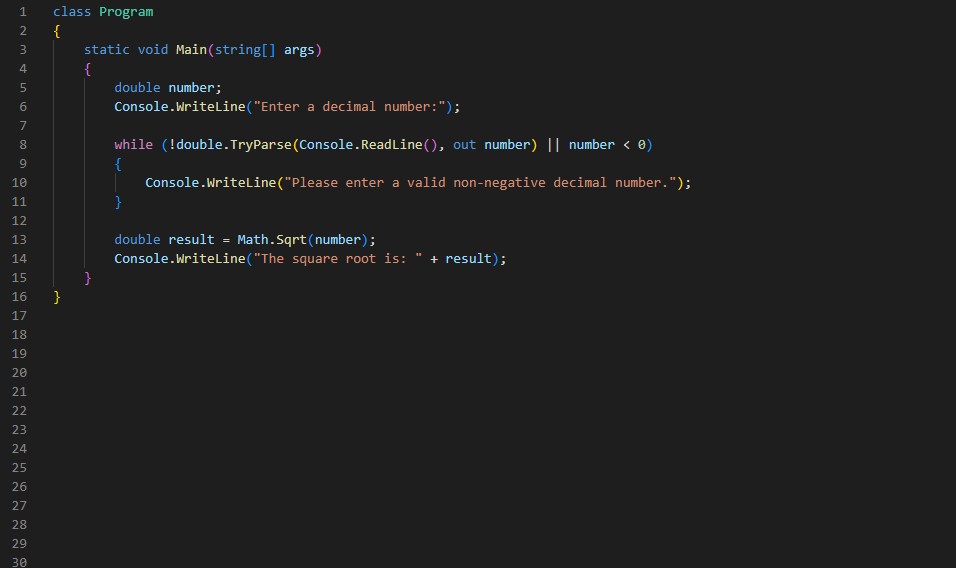 1 class Program
2 {
3     static void Main(string[] args)
4     {
5         double number;
6         Console.WriteLine("Enter a decimal number:");
7
8         while (!double.TryParse(Console.ReadLine(), out number) || number < 0)
9         {
10             Console.WriteLine("Please enter a valid non-negative decimal number.");
11         }
12
13         double result = Math.Sqrt(number);
14         Console.WriteLine("The square root is: " + result);
15     }
16 }
17
18
19
20
21
22
23
24
25
26
27
28
29
30